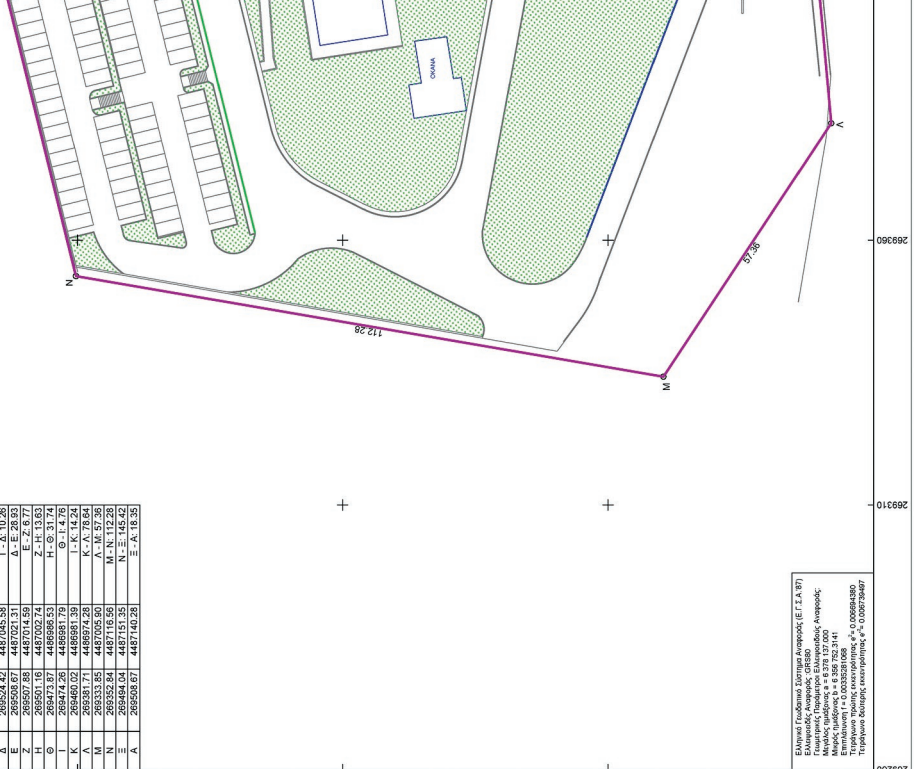 OKANA
V
N
M
112.28
57.36
269360
269310
Δ 269524.42 4487045.58 Ι - Δ: 10.26
Ε 269508.67 4487021.31 Δ - Ε: 28.93
Ζ 269507.88 4487014.59 Ε - Ζ: 6.77
Η 269501.16 4487002.74 Ζ - Η: 13.63
Θ 269473.87 4486986.53 Η - Θ: 31.74
Ι 269474.26 4486981.79 Θ - Ι: 4.76
Κ 269460.02 4486981.39 Ι - Κ: 14.24
Λ 269381.71 4486974.28 Κ - Λ: 78.64
Μ 269333.85 4487005.90 Λ - Μ: 57.36
Ν 269352.84 4487116.56 Μ - Ν: 112.28
Ξ 269494.04 4487151.35 Ν - Ξ: 145.42
Α 269508.67 4487140.28 Ξ - Α: 18.35
Ελληνικό Γεωδαιτικό Σύστημα Αναφοράς (Ε.Γ.Σ.Α.'87)
Ελλειψοειδές Αναφοράς: GRS80
Γεωμετρικές Παράμετροι Ελλειψοειδούς Αναφοράς:
Μεγάλος ημιάξονας a = 6 378 137.000
Μικρός ημιάξονας b = 6 356 752.3141
Επιπλάτυνση f = 0.00335281068
Τετράγωνο πρώτης εκκεντρότητας e²= 0.006694380
Τετράγωνο δεύτερης εκκεντρότητας e'²= 0.006739497